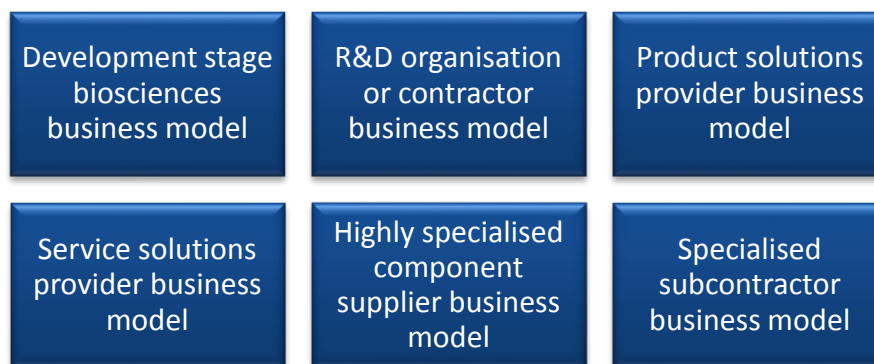 Development stage
biosciences
business model
R&D organisation
or contractor
business model
Product solutions
provider business
model
Service solutions
provider business
model
Highly specialised
component
supplier business
model
Specialised
subcontractor
business model